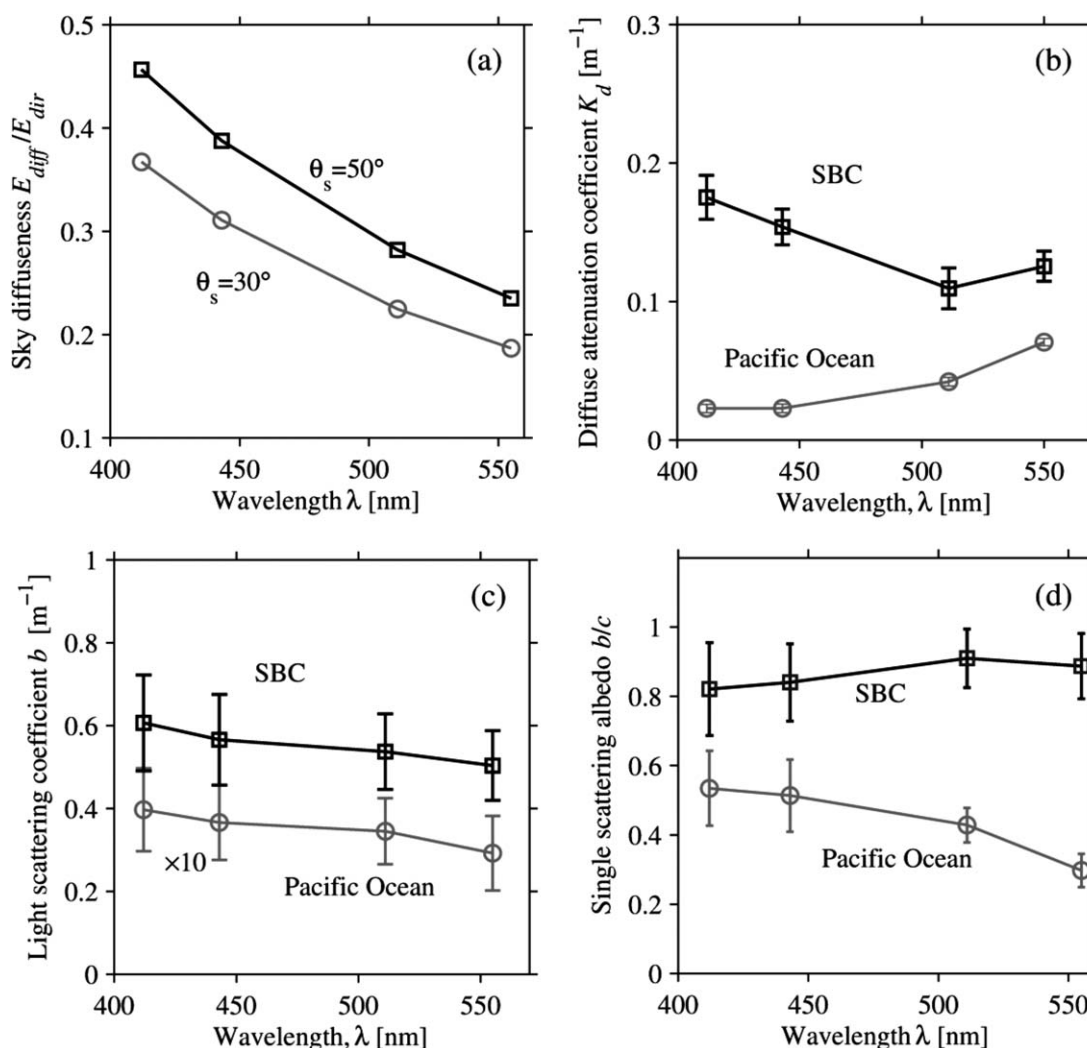 (a)
Sky diffuseness E_diff/E_dir
0.5
0.4
0.3
0.2
0.1
θ_s=50°
θ_s=30°
400 450 500 550
Wavelength λ [nm]
(b)
Diffuse attenuation coefficient K_d [m⁻¹]
0.3
0.2
0.1
0
SBC
Pacific Ocean
400 450 500 550
Wavelength, λ [nm]
(c)
Light scattering coefficient b [m⁻¹]
1
0.8
0.6
0.4
0.2
0
SBC
×10
Pacific Ocean
400 450 500 550
Wavelength, λ [nm]
(d)
Single scattering albedo b/c
1
0.8
0.6
0.4
0.2
0
SBC
Pacific Ocean
400 450 500 550
Wavelength, λ [nm]